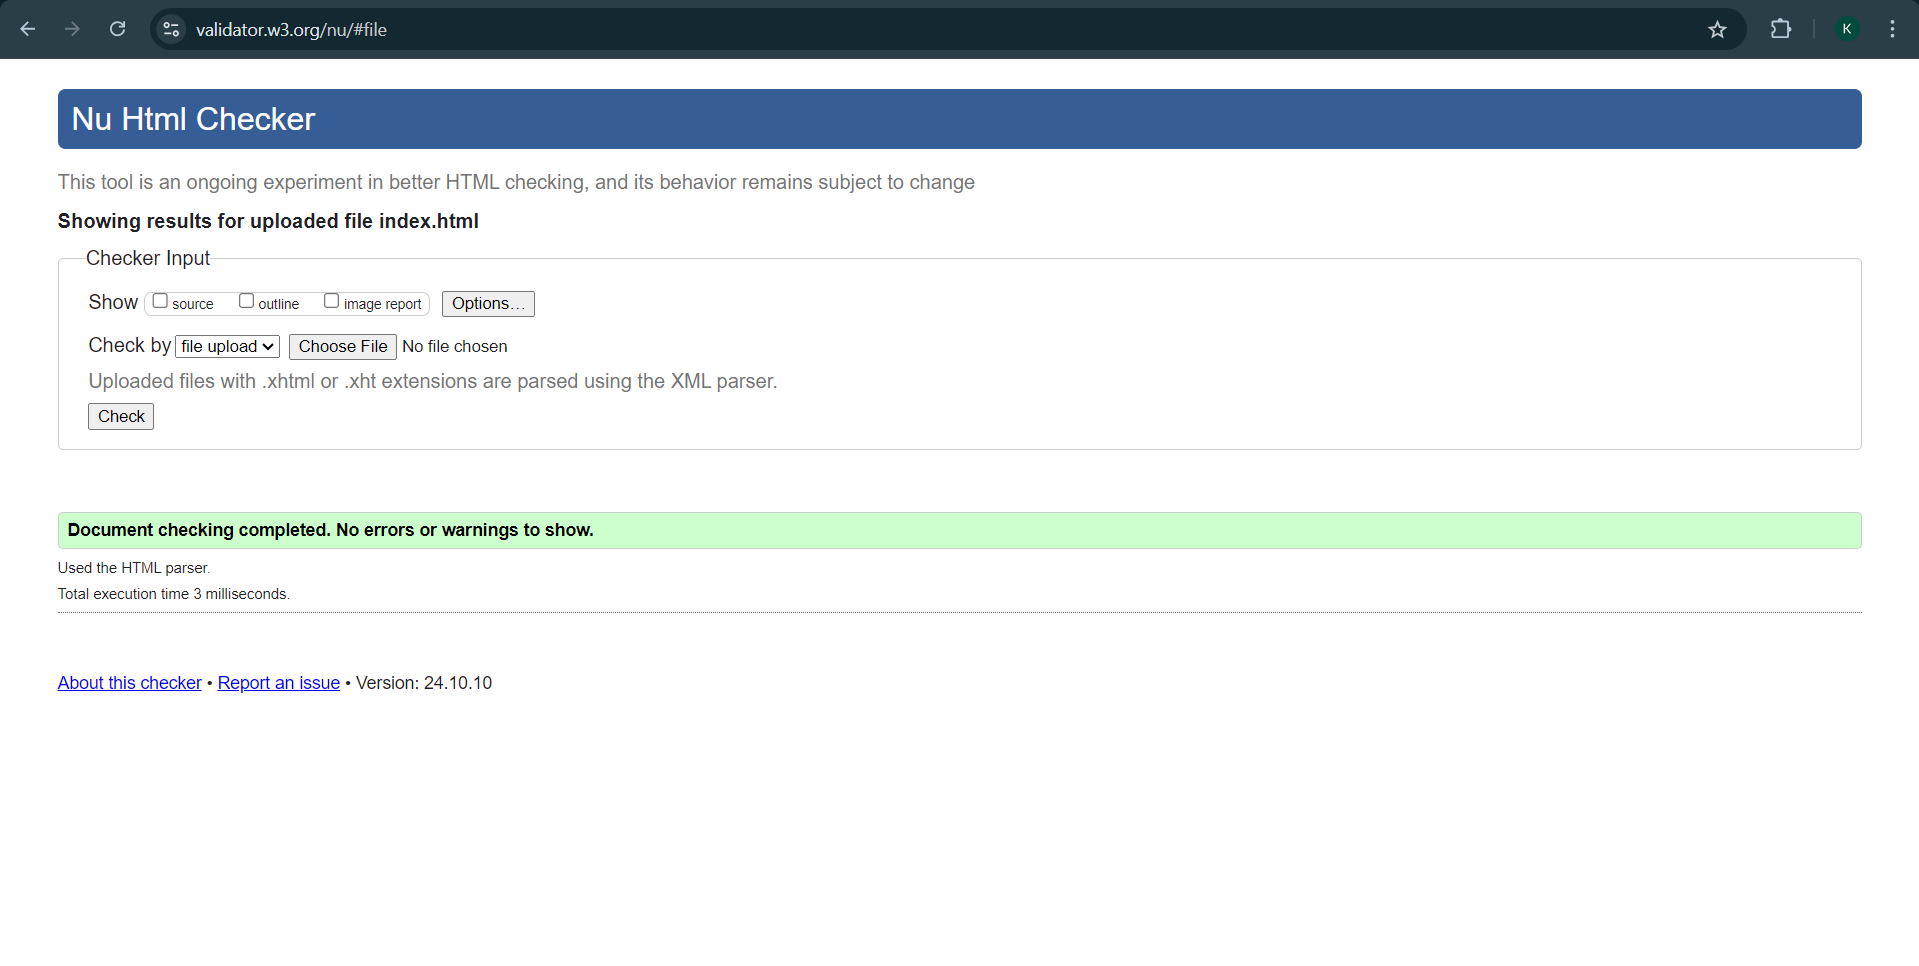 validator.w3.org/nu/#file
K
Nu Html Checker
This tool is an ongoing experiment in better HTML checking, and its behavior remains subject to change
Showing results for uploaded file index.html
Checker Input
Show source outline image report Options...
Check by file upload Choose File No file chosen
Uploaded files with .xhtml or .xht extensions are parsed using the XML parser.
Check
Document checking completed. No errors or warnings to show.
Used the HTML parser.
Total execution time 3 milliseconds.
About this checker • Report an issue • Version: 24.10.10